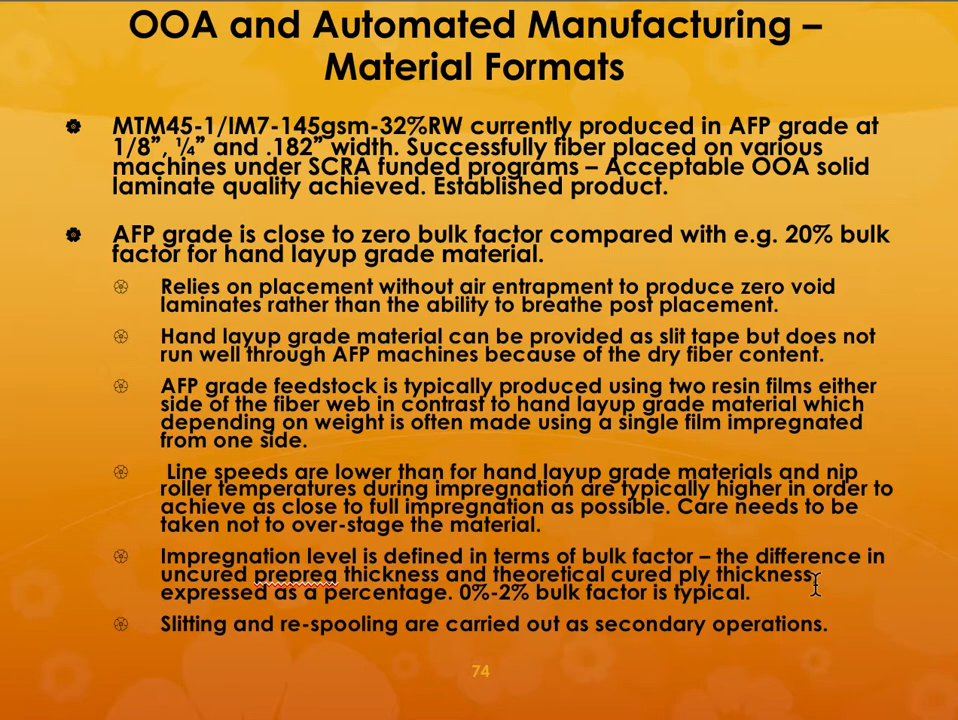 OOA and Automated Manufacturing –
Material Formats
MTM45-1/IM7-145gsm-32%RW currently produced in AFP grade at
1/8”, ¼” and .182” width. Successfully fiber placed on various
machines under SCRA funded programs – Acceptable OOA solid
laminate quality achieved. Established product.
AFP grade is close to zero bulk factor compared with e.g. 20% bulk
factor for hand layup grade material.
Relies on placement without air entrapment to produce zero void
laminates rather than the ability to breathe post placement.
Hand layup grade material can be provided as slit tape but does not
run well through AFP machines because of the dry fiber content.
AFP grade feedstock is typically produced using two resin films either
side of the fiber web in contrast to hand layup grade material which
depending on weight is often made using a single film impregnated
from one side.
Line speeds are lower than for hand layup grade materials and nip
roller temperatures during impregnation are typically higher in order to
achieve as close to full impregnation as possible. Care needs to be
taken not to over-stage the material.
Impregnation level is defined in terms of bulk factor – the difference in
uncured prepreg thickness and theoretical cured ply thickness,
expressed as a percentage. 0%-2% bulk factor is typical.
Slitting and re-spooling are carried out as secondary operations.
74